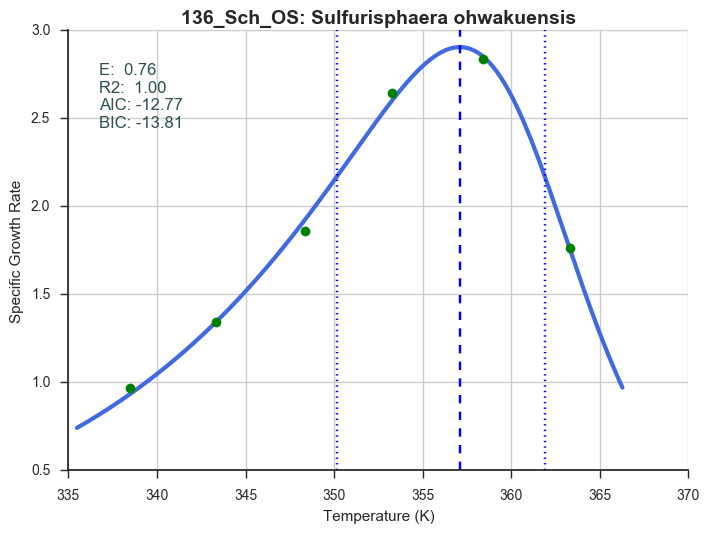 136_Sch_OS: Sulfurisphaera ohwakuensis
E:  0.76
R2:  1.00
AIC: -12.77
BIC: -13.81
Specific Growth Rate
3.0
2.5
2.0
1.5
1.0
0.5
335 340 345 350 355 360 365 370
Temperature (K)